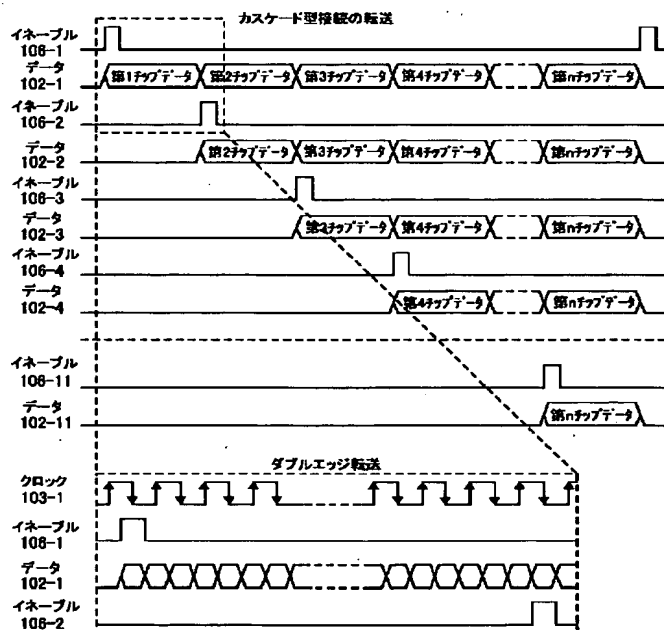 カスケード型接続の転送
イネーブル
106-1
データ
102-1
第1チップデータ 第2チップデータ 第3チップデータ 第4チップデータ 第nチップデータ
イネーブル
106-2
データ
102-2
第2チップデータ 第3チップデータ 第4チップデータ 第nチップデータ
イネーブル
106-3
データ
102-3
第3チップデータ 第4チップデータ 第nチップデータ
イネーブル
106-4
データ
102-4
第4チップデータ 第nチップデータ
イネーブル
106-11
データ
102-11
第nチップデータ
ダブルエッジ転送
クロック
103-1
イネーブル
106-1
データ
102-1
イネーブル
106-2